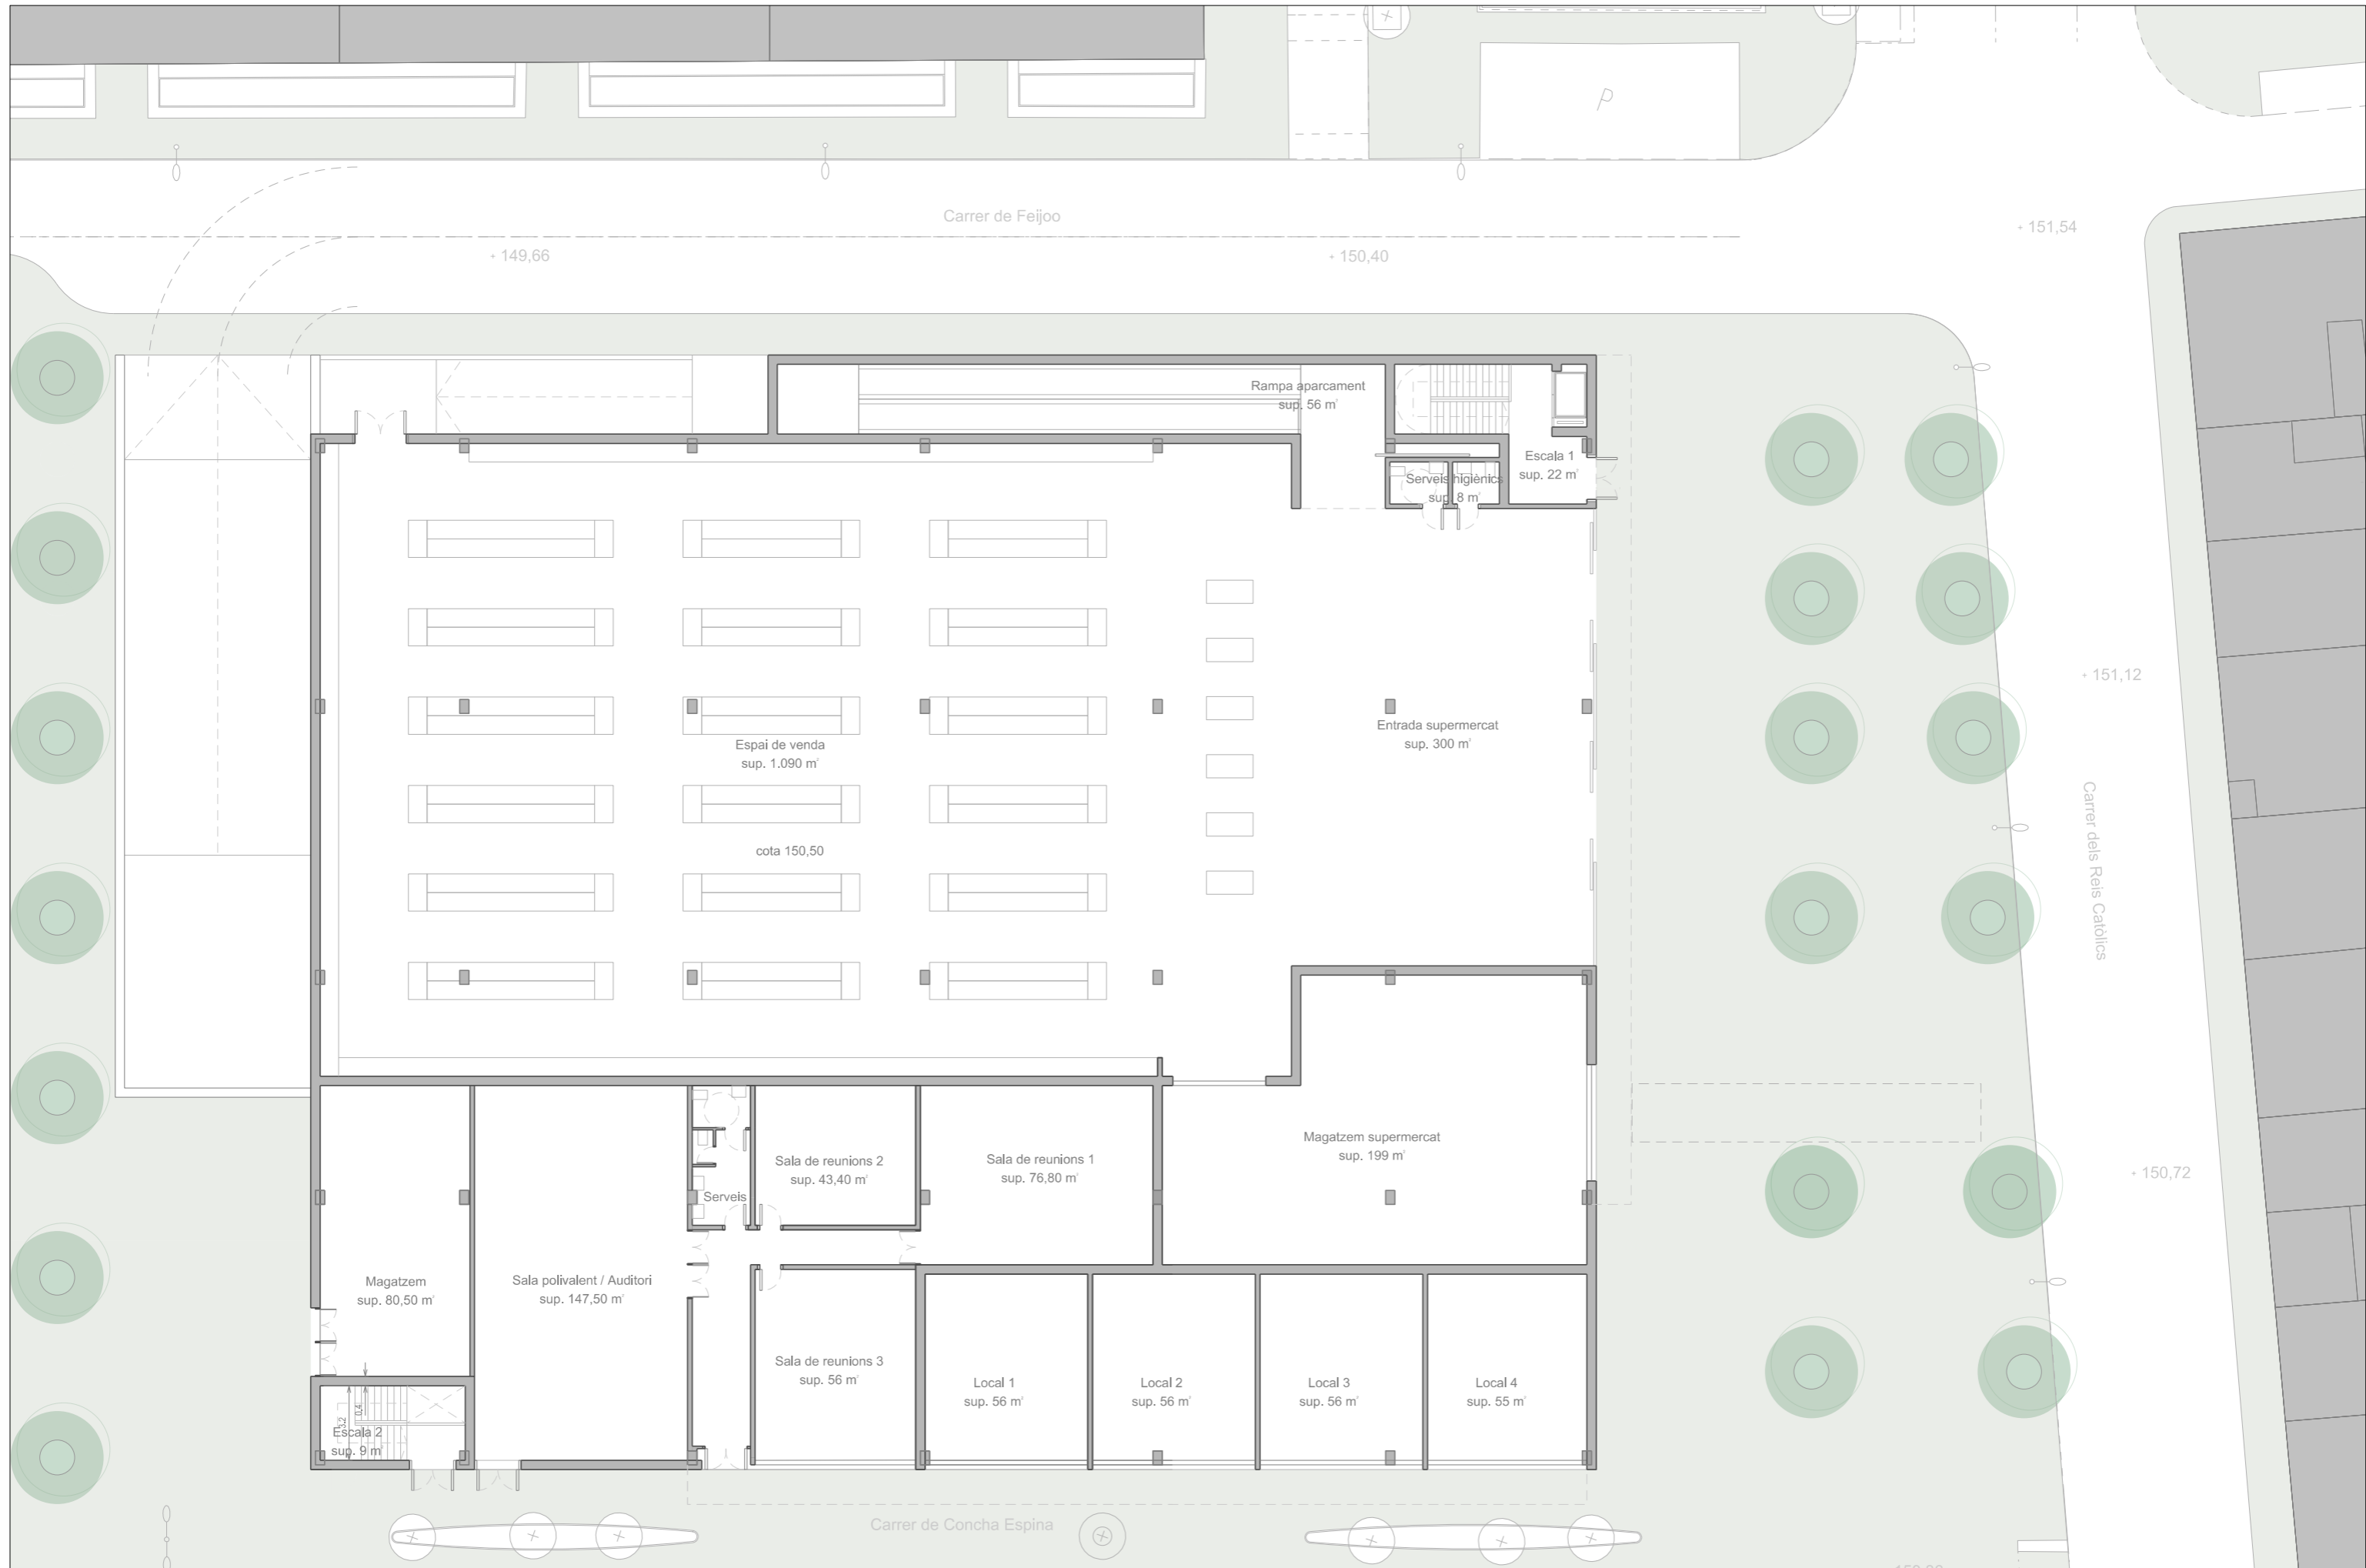 P
Carrer de Feijoo
+ 149,66
+ 150,40
+ 151,54
Rampa aparcament
sup. 56 m²
Escala 1
sup. 22 m²
Serveis higiènics
sup. 8 m²
+ 151,12
Entrada supermercat
sup. 300 m²
Espai de venda
sup. 1.090 m²
cota 150,50
Carrer dels Reis Catòlics
Magatzem supermercat
sup. 199 m²
+ 150,72
Sala de reunions 2
sup. 43,40 m²
Sala de reunions 1
sup. 76,80 m²
Serveis
Magatzem
sup. 80,50 m²
Sala polivalent / Auditori
sup. 147,50 m²
Sala de reunions 3
sup. 56 m²
Local 1
sup. 56 m²
Local 2
sup. 56 m²
Local 3
sup. 56 m²
Local 4
sup. 55 m²
3,2
0,4
Escala 2
sup. 9 m²
Carrer de Concha Espina